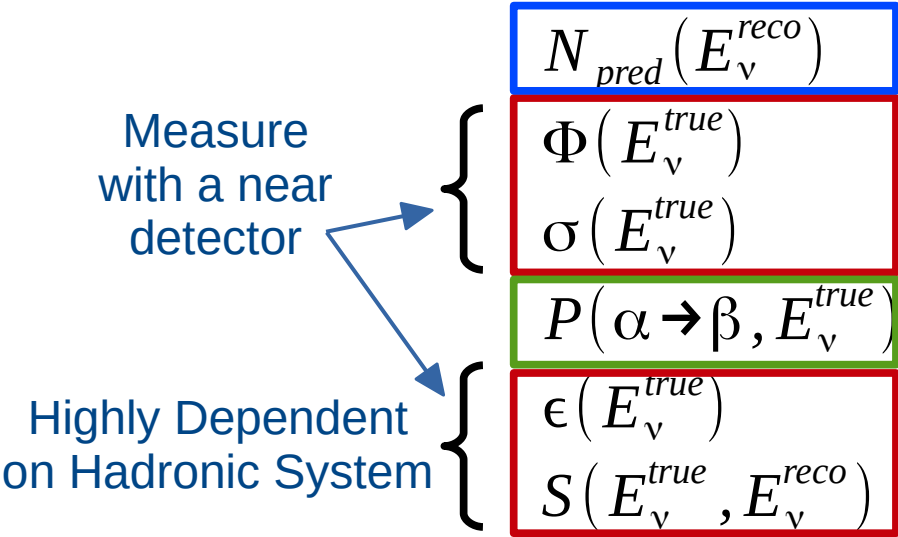 N_pred(E_ν^reco)
Measure
with a near
detector
Φ(E_ν^true)
σ(E_ν^true)
P(α→β, E_ν^true)
Highly Dependent
on Hadronic System
ϵ(E_ν^true)
S(E_ν^true, E_ν^reco)